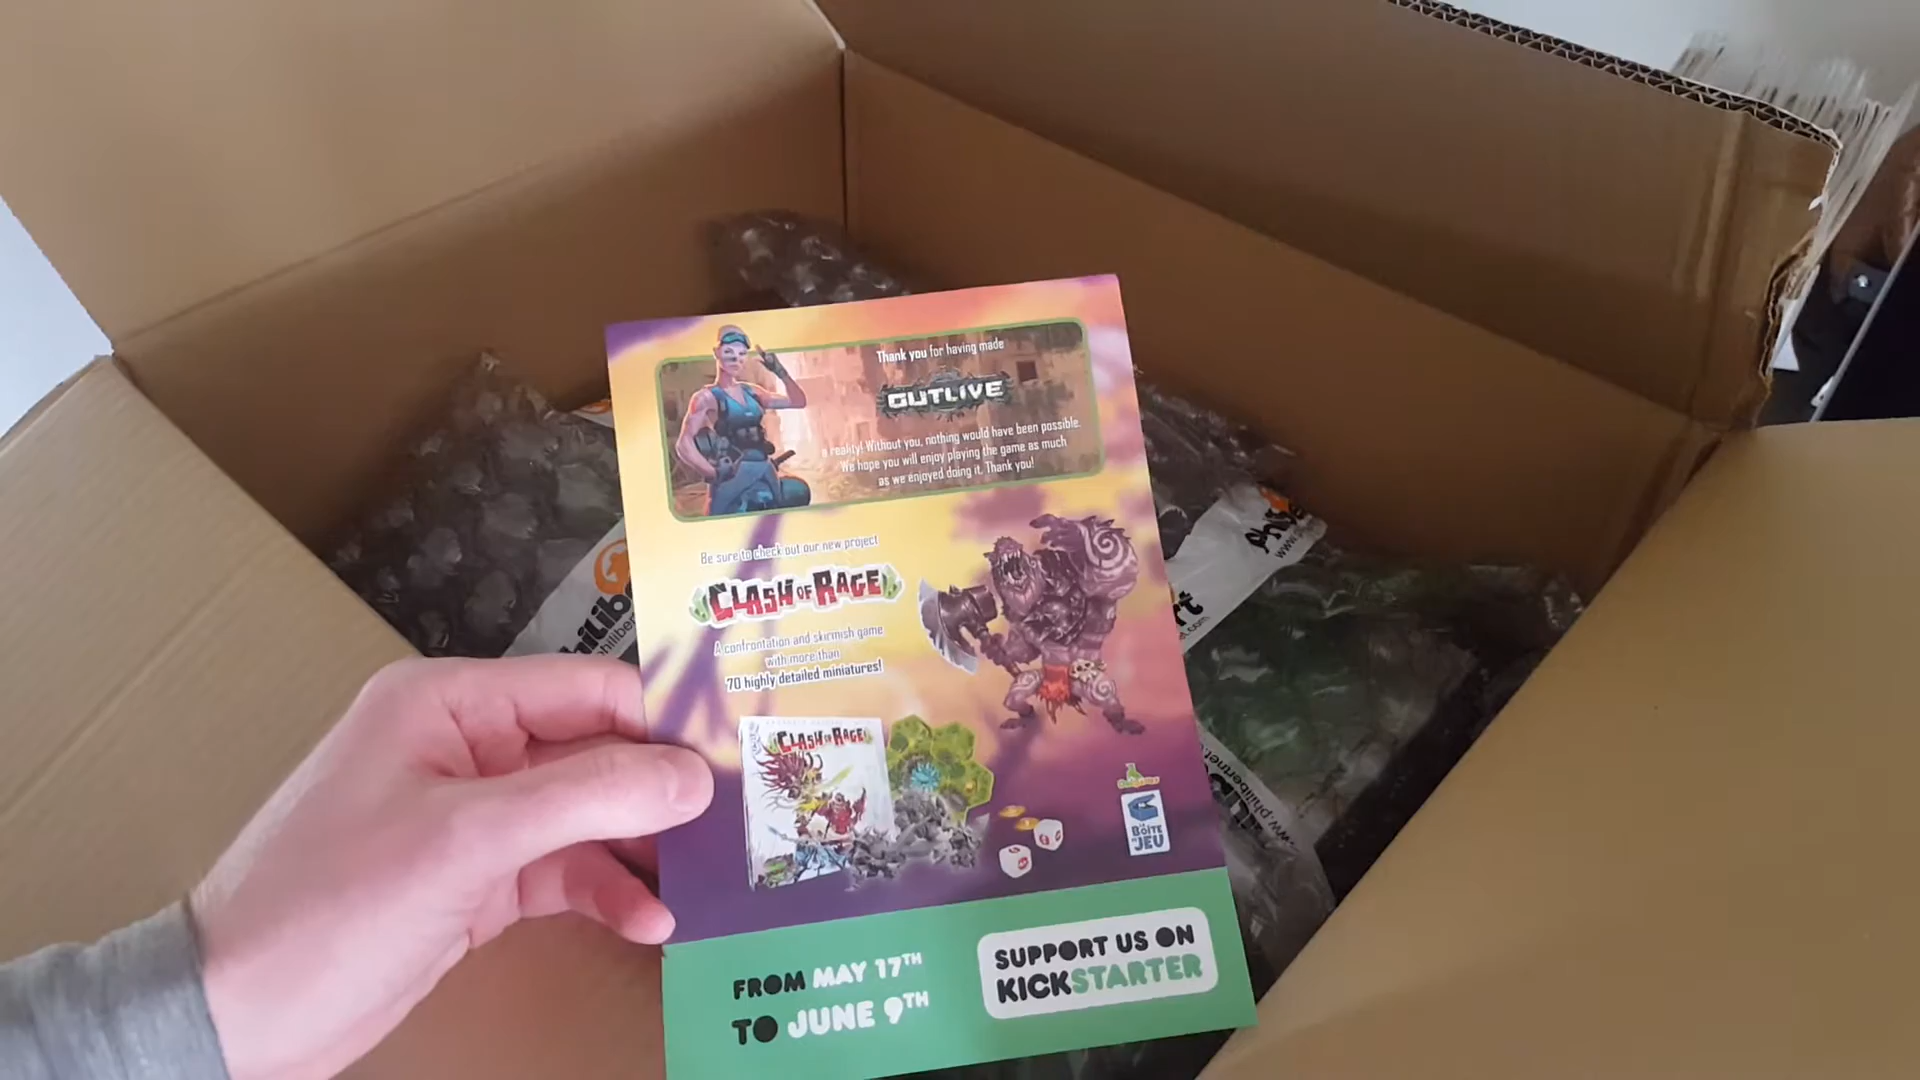 Thank you for having made
OUTLIVE
a reality! Without you, nothing would have been possible.
We hope you will enjoy playing the game as much
as we enjoyed doing it. Thank you!
Be sure to check out our new project
CLASH OF RAGE
A confrontation and skirmish game
with more than
70 highly detailed miniatures!
CLASH OF RAGE
LA BOÎTE
DE JEU
FROM MAY 17TH
TO JUNE 9TH
SUPPORT US ON
KICKSTARTER